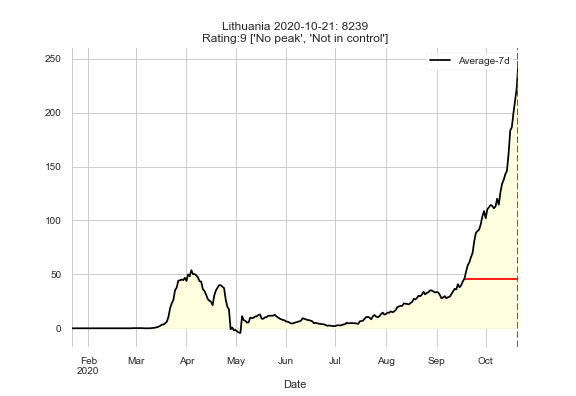 Lithuania 2020-10-21: 8239
Rating:9 ['No peak', 'Not in control']
Average-7d
250
200
150
100
50
0
Feb Mar Apr May Jun Jul Aug Sep Oct
2020
Date